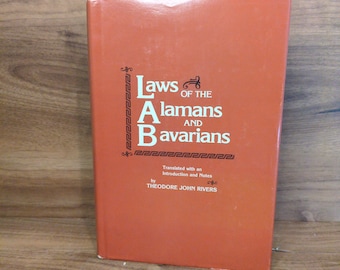 Laws OF THE
Alamans
AND
Bavarians
Translated with an
Introduction and Notes
by
THEODORE JOHN RIVERS